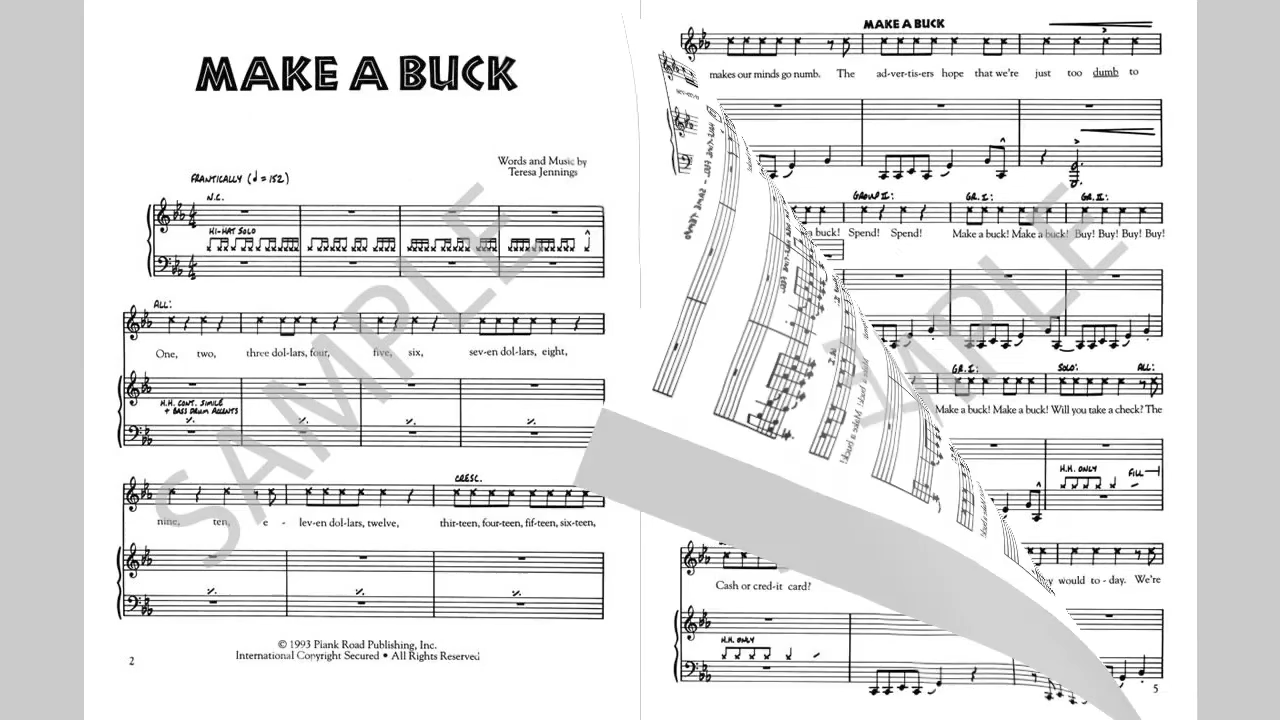 MAKE A BUCK
Words and Music by
Teresa Jennings
FRANTICALLY (𝅗𝅥 = 152)
N.C.
HI-HAT SOLO
ALL:
One, two, three dol-lars, four, five, six, sev-en dol-lars, eight,
H.H. CONT. SIMILE
+ BASS DRUM ACCENTS
CRESC.
nine, ten, e - lev-en dol-lars, twelve, thir-teen, four-teen, fif-teen, six-teen,
© 1993 Plank Road Publishing, Inc.
International Copyright Secured • All Rights Reserved
2
SAMPLE
MAKE A BUCK
makes our minds go numb. The ad-ver-tis-ers hope that we're just too dumb to
GROUP II: GR. I: GR. II:
a buck! Spend! Spend! Make a buck! Make a buck! Buy! Buy! Buy! Buy!
GR. I: SOLO: ALL:
Make a buck! Make a buck! Will you take a check? The
H.H. ONLY FILL
Cash or cred-it card? would to - day. We're
H.H. ONLY
5